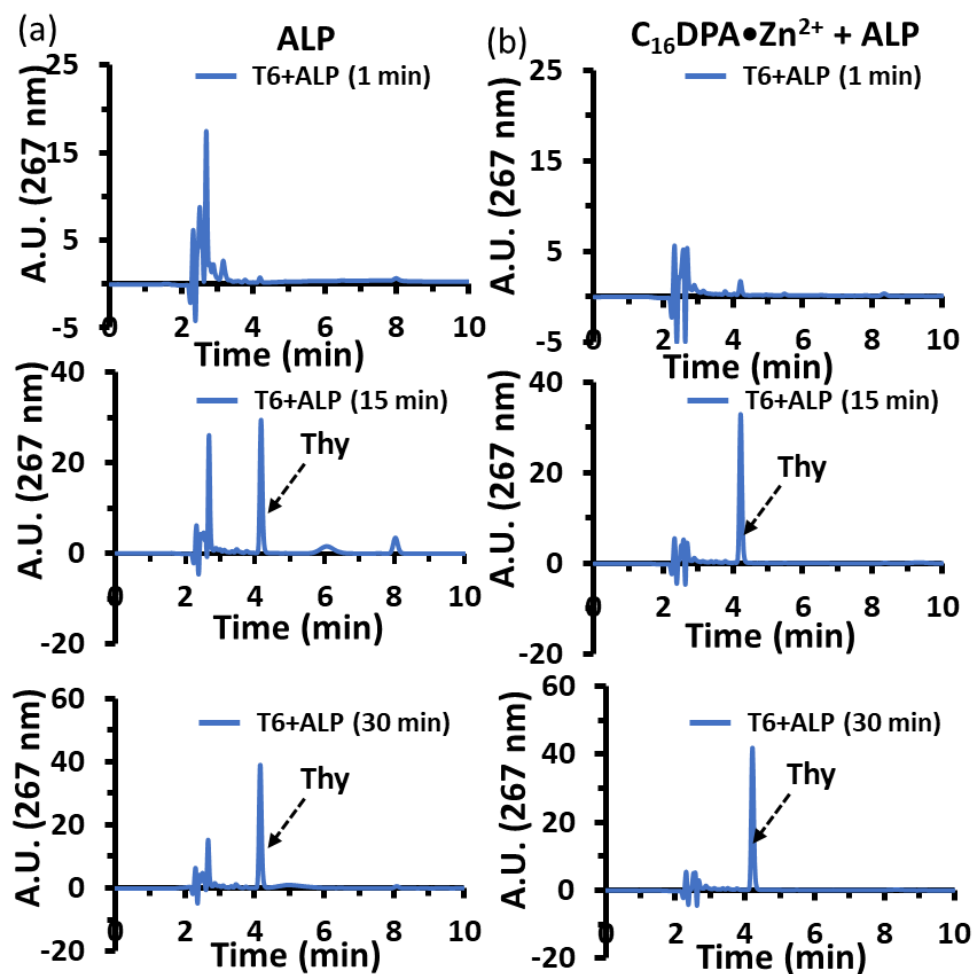 (a)
ALP
A.U. (267 nm)
25
15
5
-5
T6+ALP (1 min)
0 2 4 6 8 10
Time (min)
(b)
C₁₆DPA•Zn²⁺ + ALP
A.U. (267 nm)
25
15
5
-5
T6+ALP (1 min)
0 2 4 6 8 10
Time (min)
A.U. (267 nm)
40
20
0
-20
T6+ALP (15 min)
Thy
0 2 4 6 8 10
Time (min)
A.U. (267 nm)
40
20
0
-20
T6+ALP (15 min)
Thy
0 2 4 6 8 10
Time (min)
A.U. (267 nm)
60
40
20
0
-20
T6+ALP (30 min)
Thy
0 2 4 6 8 10
Time (min)
A.U. (267 nm)
60
40
20
0
-20
T6+ALP (30 min)
Thy
0 2 4 6 8 10
Time (min)